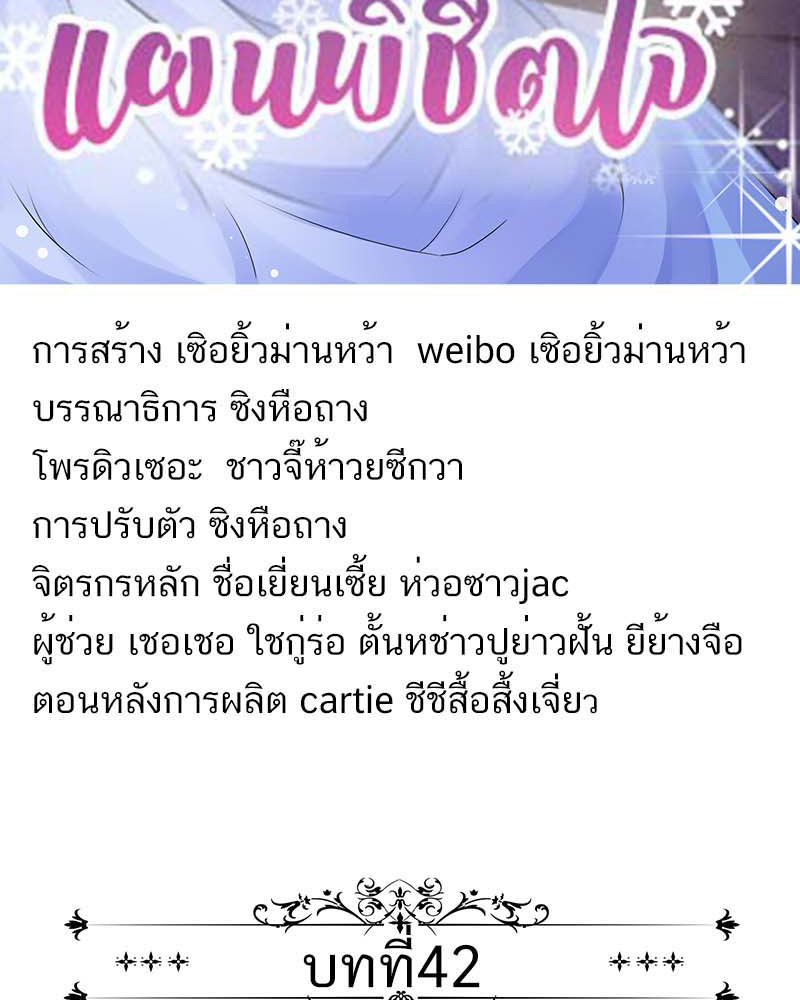 แผนพิชิตใจ
การสร้าง เซิอยิ้วม่านหว้า weibo เซิอยิ้วม่านหว้า
บรรณาธิการ ซิงหือถาง
โพรดิวเซอะ ชาวจี๊ห้าวยซีกวา
การปรับตัว ซิงหือถาง
จิตรกรหลัก ชื่อเยี่ยนเซี้ย ห่วอซาวjac
ผู้ช่วย เชอเชอ ใชกู่ร่อ ตั้นหช่าวปูย่าวฝั้น ยีย้างจือ
ตอนหลังการผลิต cartie ชีชีสื้อสิ้งเจี่ยว
บทที่42